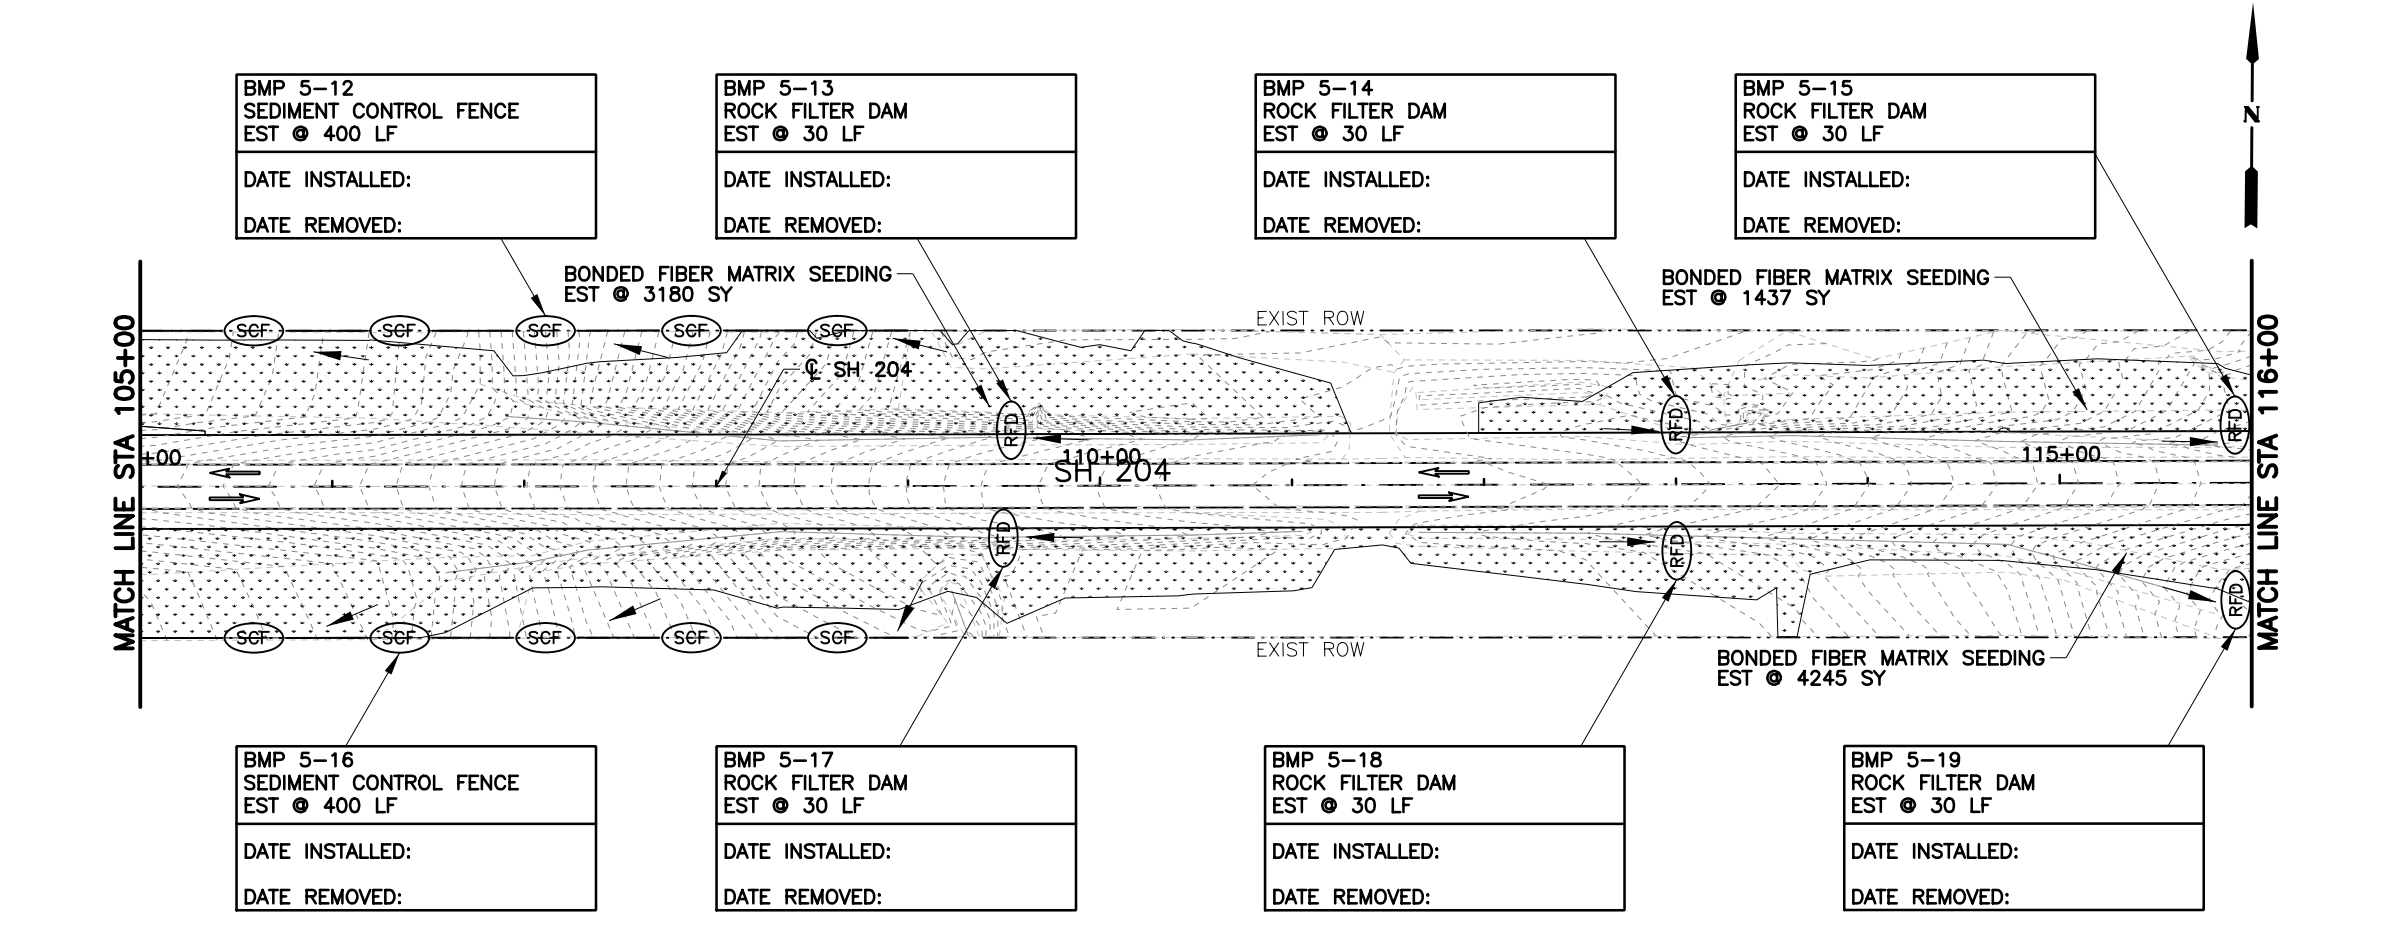 BMP 5-12
SEDIMENT CONTROL FENCE
EST @ 400 LF
DATE INSTALLED:
DATE REMOVED:
BMP 5-13
ROCK FILTER DAM
EST @ 30 LF
DATE INSTALLED:
DATE REMOVED:
BMP 5-14
ROCK FILTER DAM
EST @ 30 LF
DATE INSTALLED:
DATE REMOVED:
BMP 5-15
ROCK FILTER DAM
EST @ 30 LF
DATE INSTALLED:
DATE REMOVED:
N
BONDED FIBER MATRIX SEEDING
EST @ 3180 SY
BONDED FIBER MATRIX SEEDING
EST @ 1437 SY
EXIST ROW
SCF
SCF
SCF
SCF
SCF
MATCH LINE STA 105+00
MATCH LINE STA 116+00
℄ SH 204
RFD
RFD
RFD
+00
110+00
SH 204
115+00
RFD
RFD
RFD
SCF
SCF
SCF
SCF
SCF
EXIST ROW
BONDED FIBER MATRIX SEEDING
EST @ 4245 SY
BMP 5-16
SEDIMENT CONTROL FENCE
EST @ 400 LF
DATE INSTALLED:
DATE REMOVED:
BMP 5-17
ROCK FILTER DAM
EST @ 30 LF
DATE INSTALLED:
DATE REMOVED:
BMP 5-18
ROCK FILTER DAM
EST @ 30 LF
DATE INSTALLED:
DATE REMOVED:
BMP 5-19
ROCK FILTER DAM
EST @ 30 LF
DATE INSTALLED:
DATE REMOVED: